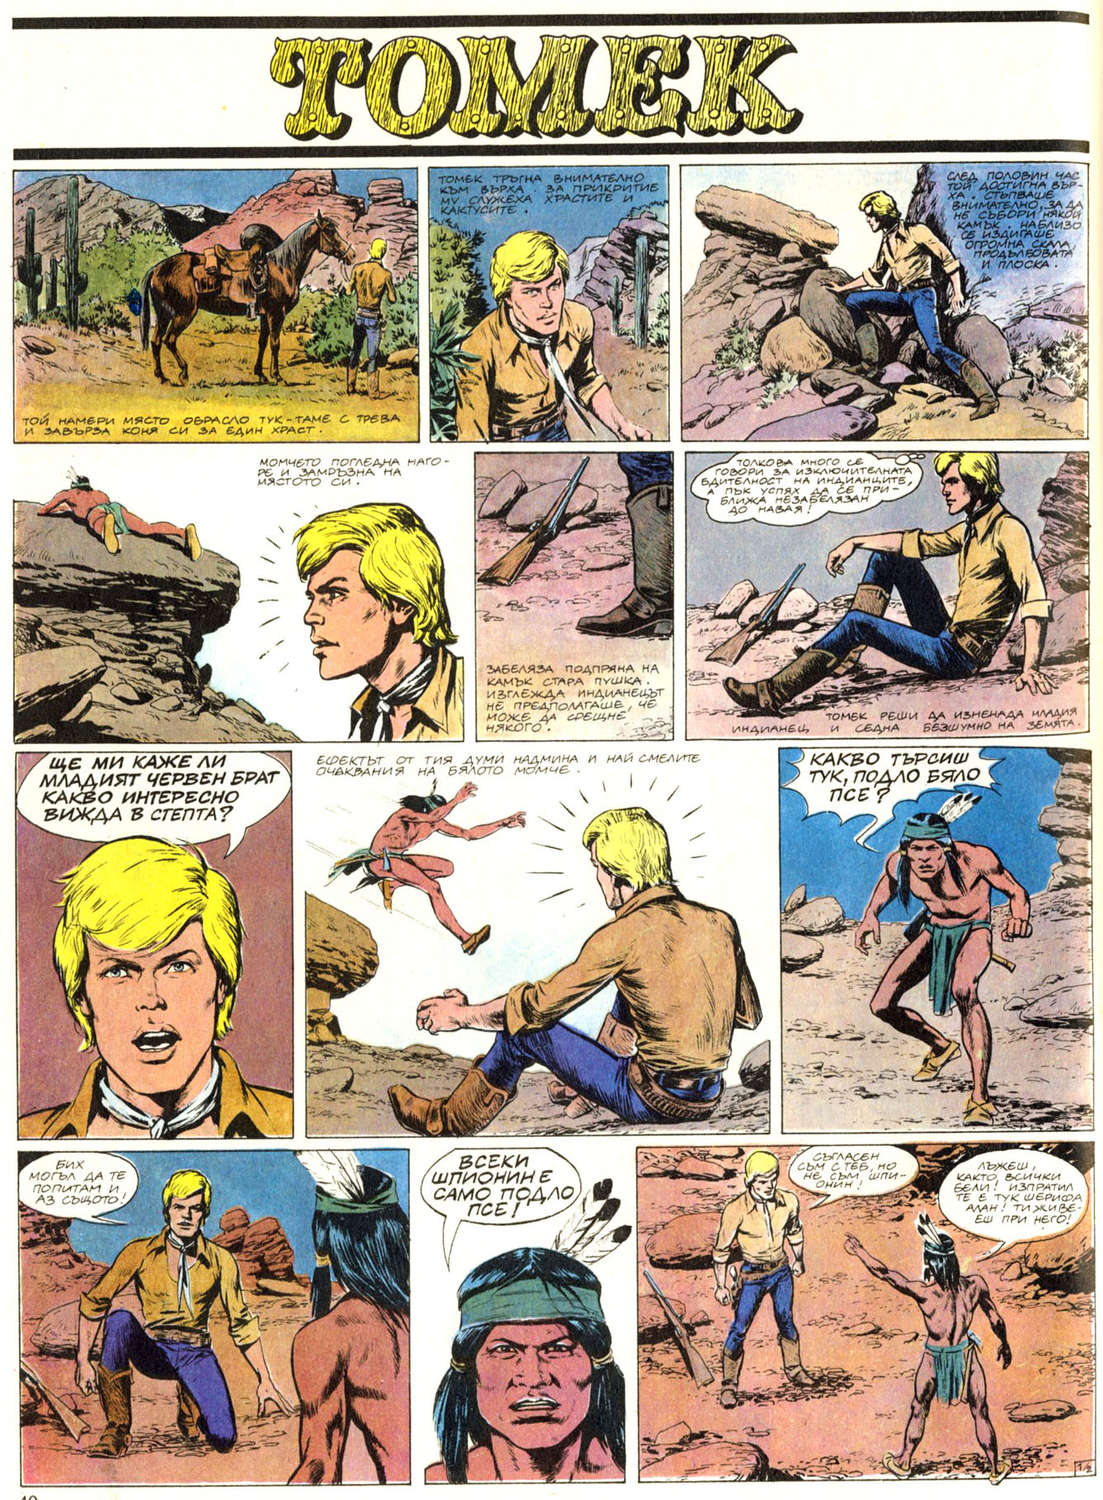 ТОМЕК
ТОЙ НАМЕРИ МЯСТО ОБРАСЛО ТУК-ТАМЕ С ТРЕВА
И ЗАВЪРЗА КОНЯ СИ ЗА ЕДИН ХРАСТ.
ТОМЕК ТРЪГНА ВНИМАТЕЛНО
КЪМ ВЪРХА. ЗА ПРИКРИТИЕ
МУ СЛУЖЕХА ХРАСТИТЕ И
КАКТУСИТЕ.
СЛЕД ПОЛОВИН ЧАС
ТОЙ ДОСТИГНА ВЪР-
ХА. СТЪПВАШЕ
ВНИМАТЕЛНО, ЗА ДА
НЕ СЪБОРИ НЯКОЙ
КАМЪК. НАБЛИЗО
СЕ ИЗДИГАШЕ
ОГРОМНА СКАЛА,
ПРОДЪЛГОВАТА
И ПЛОСКА.
МОМЧЕТО ПОГЛЕДНА НАГО-
РЕ И ЗАМРЪЗНА НА
МЯСТОТО СИ.
ЗАБЕЛЯЗА ПОДПРЯНА НА
КАМЪК СТАРА ПУШКА.
ИЗГЛЕЖДА ИНДИАНЕЦЪТ
НЕ ПРЕДПОЛАГАШЕ, ЧЕ
МОЖЕ ДА СРЕЩНЕ
НЯКОГО.
ТОЛКОВА МНОГО СЕ
ГОВОРИ ЗА ИЗКЛЮЧИТЕЛНАТА
БДИТЕЛНОСТ НА ИНДИАНЦИТЕ,
А ПЪК УСПЯХ ДА СЕ ПРИ-
БЛИЖА НЕЗАБЕЛЯЗАН
ДО НАВАЯ!
ТОМЕК РЕШИ ДА ИЗНЕНАДА МЛАДИЯ
ИНДИАНЕЦ И СЕДНА БЕЗШУМНО НА ЗЕМЯТА.
ЩЕ МИ КАЖЕ ЛИ
МЛАДИЯТ ЧЕРВЕН БРАТ
КАКВО ИНТЕРЕСНО
ВИЖДА В СТЕПТА?
ЕФЕКТЪТ ОТ ТИЯ ДУМИ НАДМИНА И НАЙ СМЕЛИТЕ
ОЧАКВАНИЯ НА БЯЛОТО МОМЧЕ.
КАКВО ТЪРСИШ
ТУК, ПОДЛО БЯЛО
ПСЕ?
БИХ
МОГЪЛ ДА ТЕ
ПОПИТАМ И
АЗ СЪЩОТО!
ВСЕКИ
ШПИОНИН Е
САМО ПОДЛО
ПСЕ!
СЪГЛАСЕН
СЪМ С ТЕБ, НО
НЕ СЪМ ШПИ-
ОНИН!
ЛЪЖЕШ,
КАКТО ВСИЧКИ
БЕЛИ! ИЗПРАТИЛ
ТЕ Е ТУК ШЕРИФА
АЛАН! ТИ ЖИВЕ-
ЕШ ПРИ НЕГО!
1/2